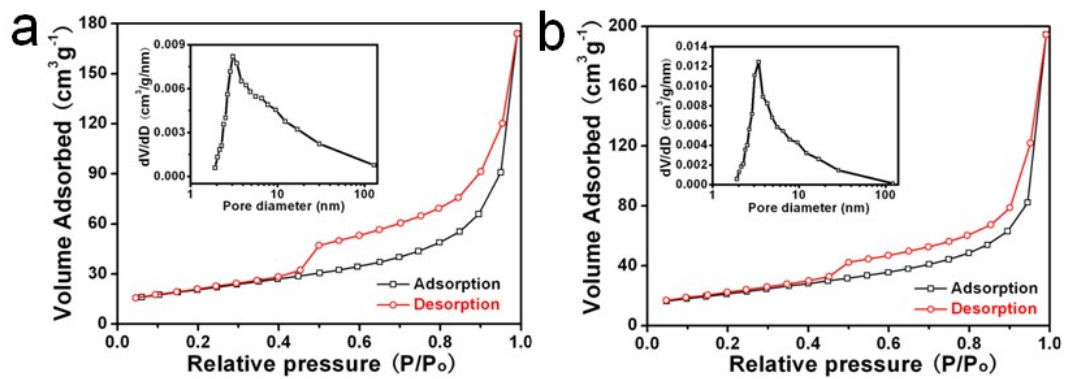 a
180
150
120
90
60
30
0
Volume Adsorbed (cm³g⁻¹)
0.0 0.2 0.4 0.6 0.8 1.0
Relative pressure (P/Po)
Adsorption
Desorption
0.009
0.006
0.003
0.000
dV/dD (cm³/g/nm)
1 10 100
Pore diameter (nm)
b
200
160
120
80
40
0
Volume Adsorbed (cm³g⁻¹)
0.0 0.2 0.4 0.6 0.8 1.0
Relative pressure (P/Po)
Adsorption
Desorption
0.014
0.012
0.010
0.008
0.006
0.004
0.002
0.000
dV/dD (cm³/g/nm)
1 10 100
Pore diameter (nm)